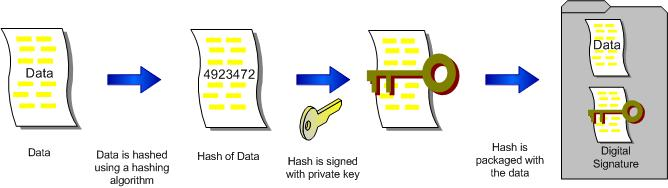 Data
4923472
Data
Data
Data is hashed
using a hashing
algorithm
Hash of Data
Hash is signed
with private key
Hash is
packaged with
the data
Digital
Signature